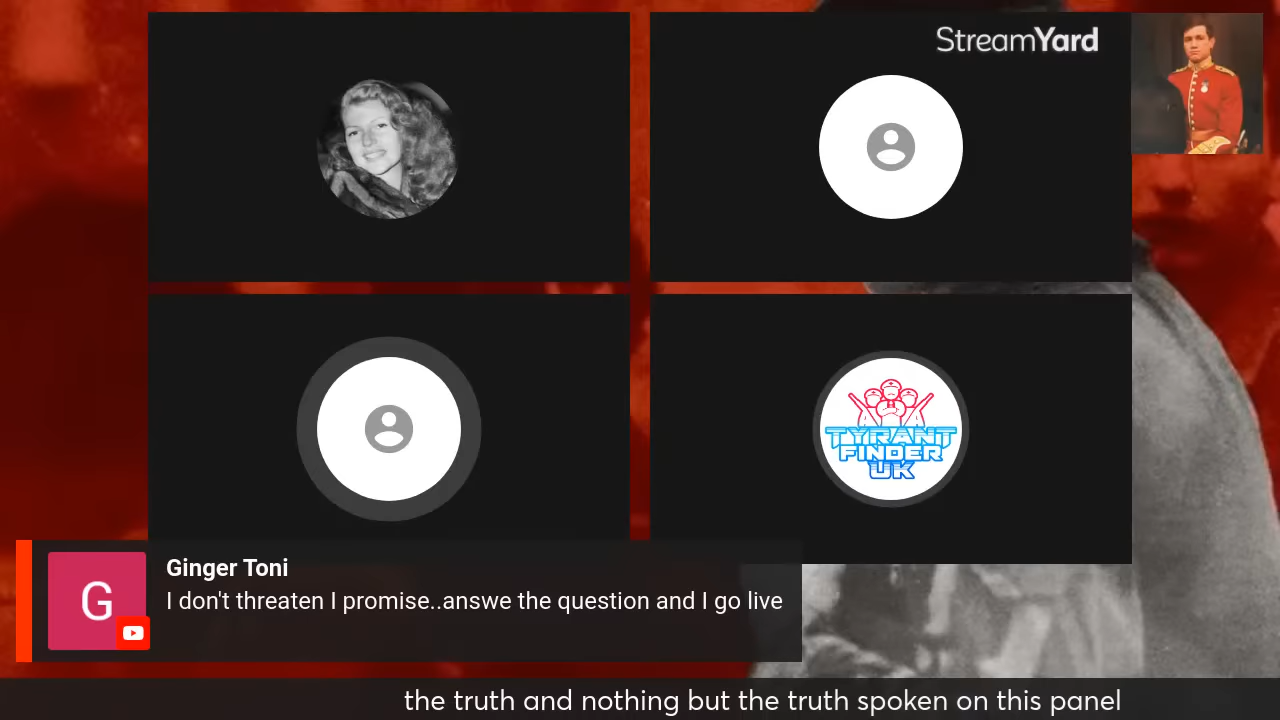 StreamYard
TYRANT
FINDER
UK
G
Ginger Toni
I don't threaten I promise..answe the question and I go live
the truth and nothing but the truth spoken on this panel